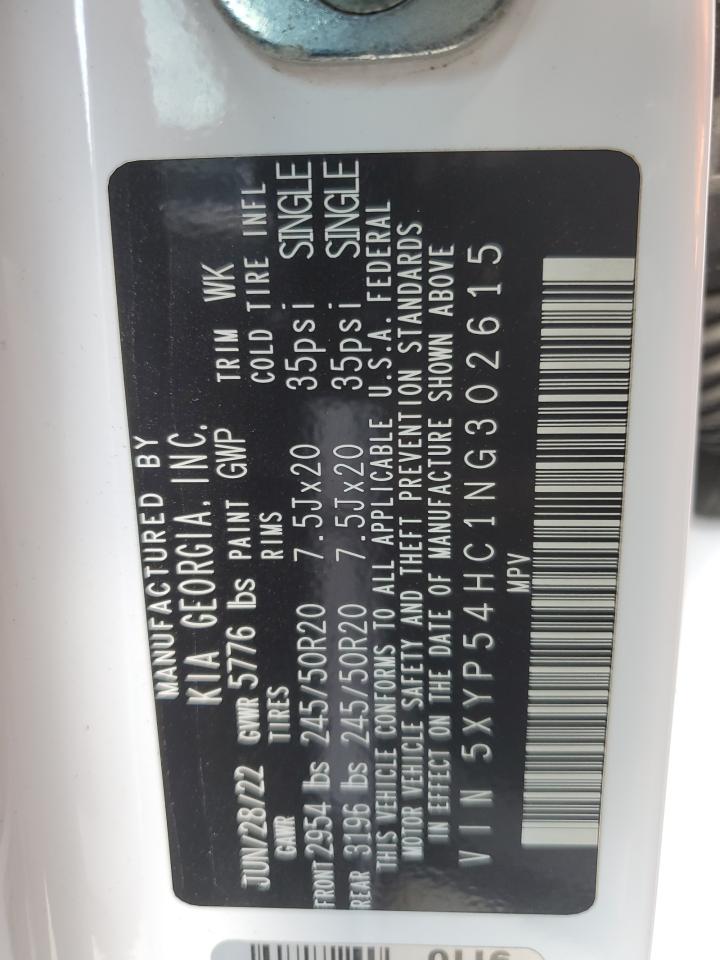 MANUFACTURED BY
KIA GEORGIA, INC.
JUN/28/22 GVWR 5776 lbs PAINT GWP TRIM WK
GAWR TIRES RIMS COLD TIRE INFL
FRONT 2954 lbs 245/50R20 7.5Jx20 35psi SINGLE
REAR 3196 lbs 245/50R20 7.5Jx20 35psi SINGLE
THIS VEHICLE CONFORMS TO ALL APPLICABLE U.S.A. FEDERAL
MOTOR VEHICLE SAFETY AND THEFT PREVENTION STANDARDS
IN EFFECT ON THE DATE OF MANUFACTURE SHOWN ABOVE
VIN 5XYP54HC1NG302615
MPV